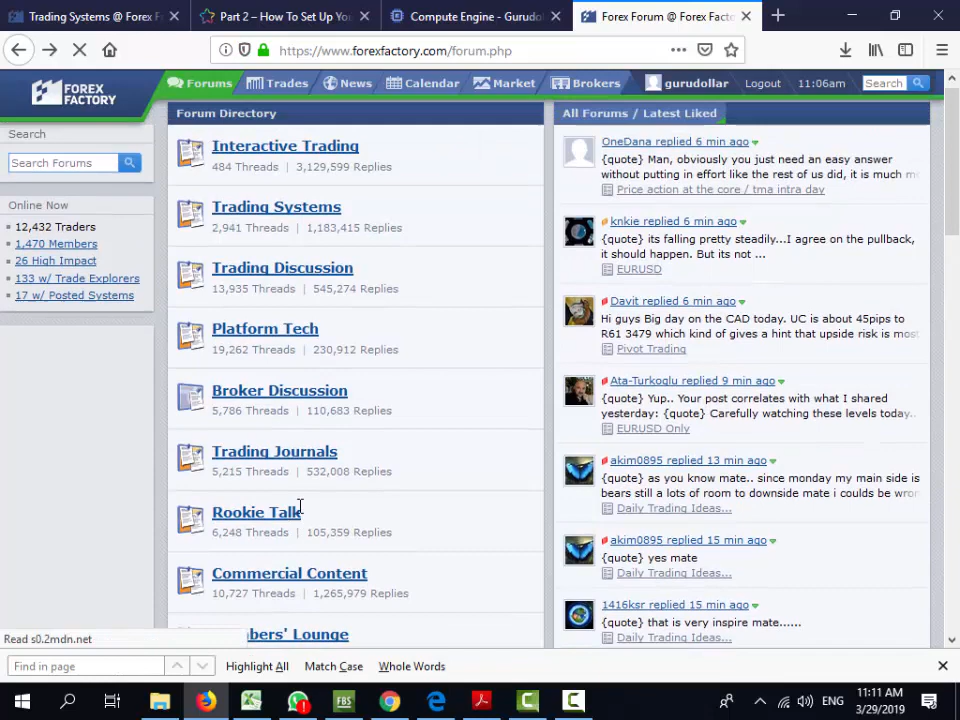 Trading Systems @ Forex F
Part 2 – How To Set Up You
Compute Engine - Gurudol
Forex Forum @ Forex Facto
https://www.forexfactory.com/forum.php
FOREX FACTORY
Forums
Trades
News
Calendar
Market
Brokers
gurudollar
Logout
11:06am
Search
Search
Search Forums
Online Now
12,432 Traders
1,470 Members
26 High Impact
133 w/ Trade Explorers
17 w/ Posted Systems
Forum Directory
Interactive Trading
484 Threads | 3,129,599 Replies
Trading Systems
2,941 Threads | 1,183,415 Replies
Trading Discussion
13,935 Threads | 545,274 Replies
Platform Tech
19,262 Threads | 230,912 Replies
Broker Discussion
5,786 Threads | 110,683 Replies
Trading Journals
5,215 Threads | 532,008 Replies
Rookie Talk
6,248 Threads | 105,359 Replies
Commercial Content
10,727 Threads | 1,265,979 Replies
bers' Lounge
All Forums / Latest Liked
OneDana replied 6 min ago
{quote} Man, obviously you just need an easy answer
without putting in effort like the rest of us did, it is much m
Price action at the core / tma intra day
knkie replied 6 min ago
{quote} its falling pretty steadily...I agree on the pullback,
it should happen. But its not ...
EURUSD
Davit replied 6 min ago
Hi guys Big day on the CAD today. UC is about 45pips to
R61 3479 which kind of gives a hint that upside risk is mos
Pivot Trading
Ata-Turkoglu replied 9 min ago
{quote} Yup.. Your post correlates with what I shared
yesterday: {quote} Carefully watching these levels today..
EURUSD Only
akim0895 replied 13 min ago
{quote} as you know mate.. since monday my main side is
bears still a lots of room to downside mate i coulds be wron
Daily Trading Ideas...
akim0895 replied 15 min ago
{quote} yes mate
Daily Trading Ideas...
1416ksr replied 15 min ago
{quote} that is very inspire mate......
Daily Trading Ideas...
Read s0.2mdn.net
Find in page
Highlight All
Match Case
Whole Words
FBS
ENG
11:11 AM
3/29/2019